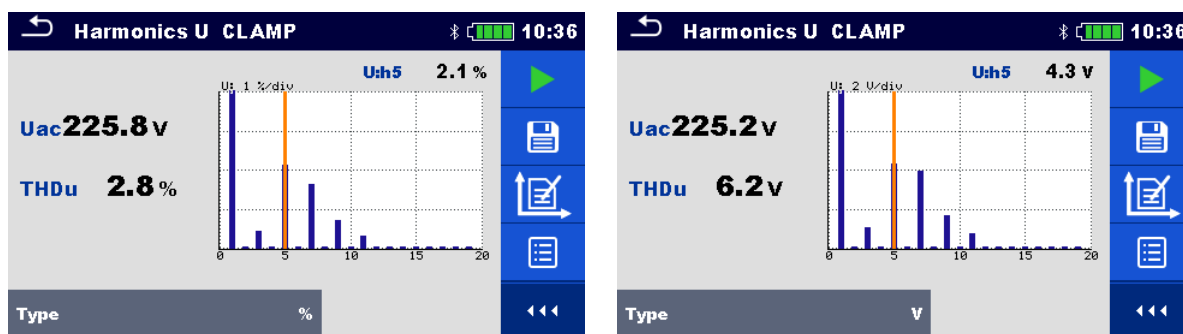 Harmonics U CLAMP 10:36
U:h5 2.1 %
U: 1 %/div
Uac 225.8 V
THDu 2.8 %
0 5 10 15 20
Type %
Harmonics U CLAMP 10:36
U:h5 4.3 V
U: 2 V/div
Uac 225.2 V
THDu 6.2 V
0 5 10 15 20
Type V